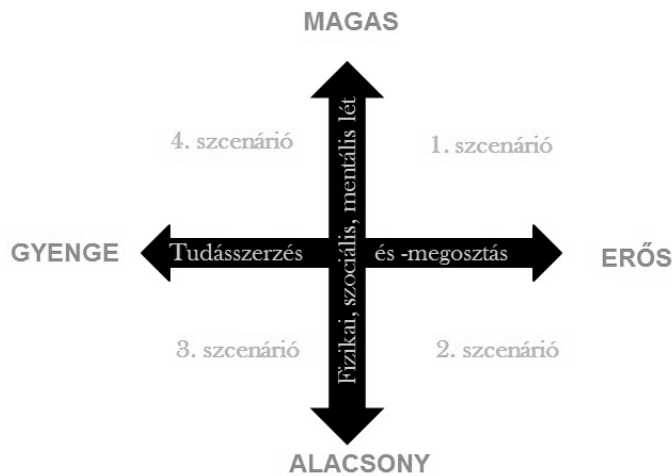 MAGAS
4. szcenárió
1. szcenárió
Fizikai, szociális, mentális lét
GYENGE
Tudásszerzés és -megosztás
ERŐS
3. szcenárió
2. szcenárió
ALACSONY